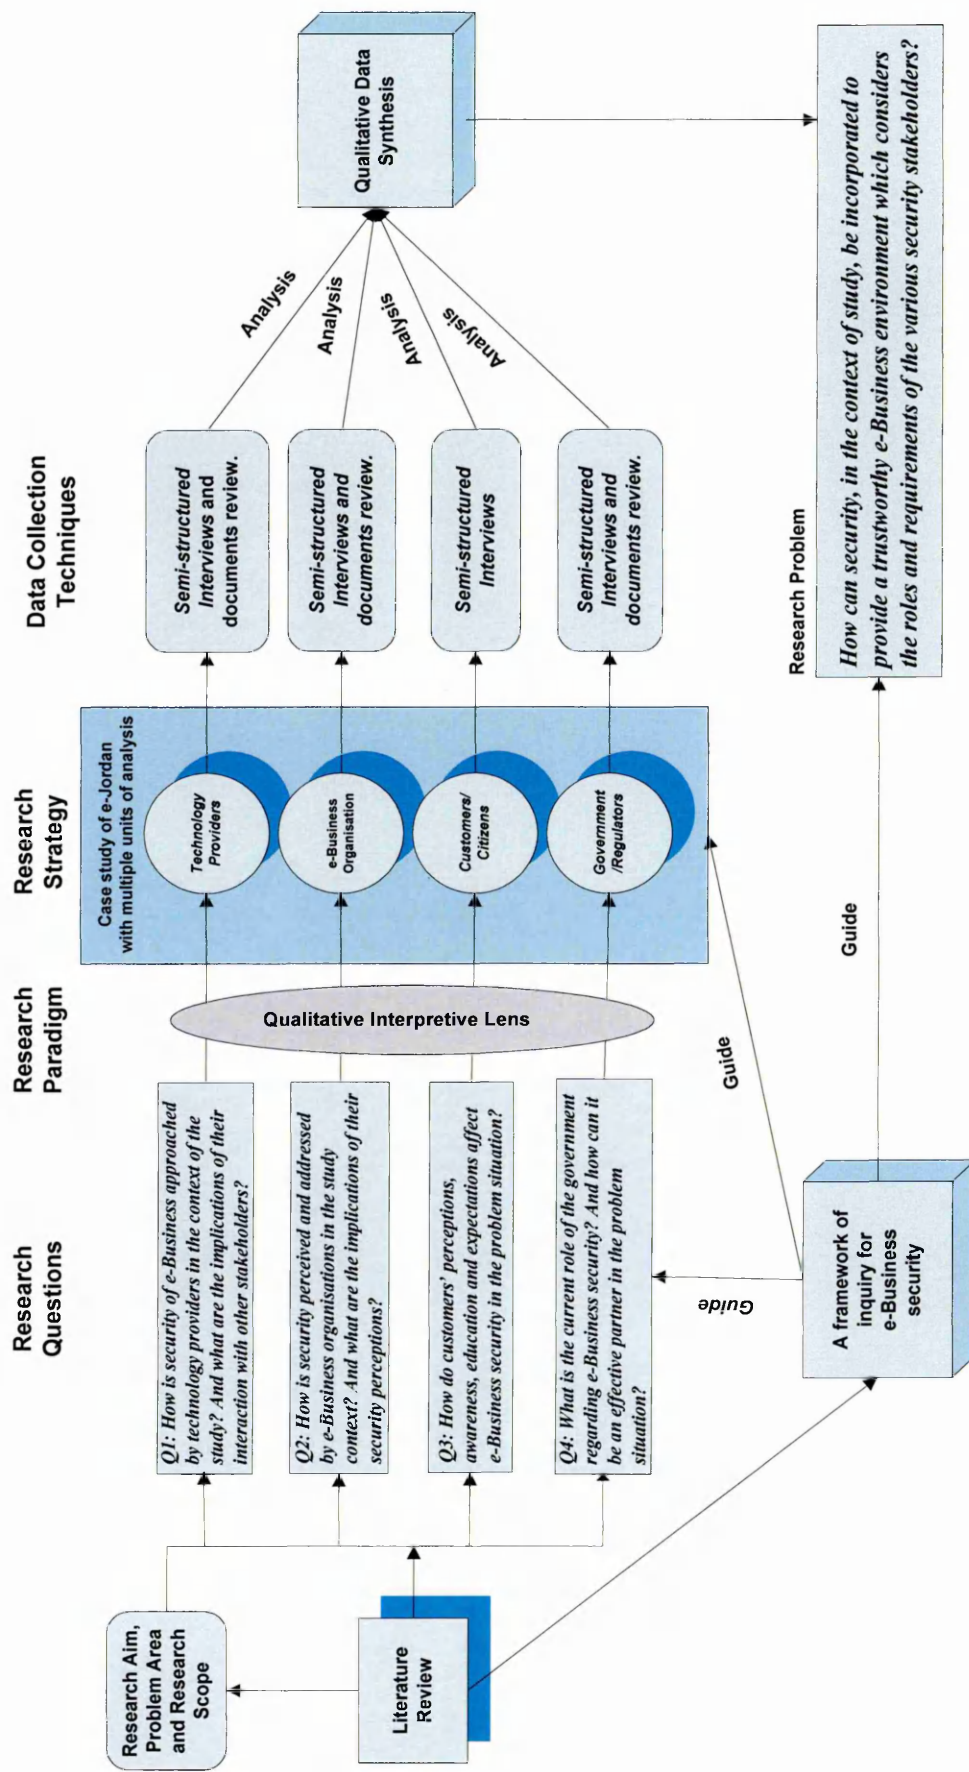 Research
Questions
Research
Paradigm
Research
Strategy
Data Collection
Techniques
Research Aim,
Problem Area
and Research
Scope
Literature
Review
Q1: How is security of e-Business approached
by technology providers in the context of the
study? And what are the implications of their
interaction with other stakeholders?
Q2: How is security perceived and addressed
by e-Business organisations in the study
context? And what are the implications of their
security perceptions?
Q3: How do customers' perceptions,
awareness, education and expectations affect
e-Business security in the problem situation?
Q4: What is the current role of the government
regarding e-Business security? And how can it
be an effective partner in the problem
situation?
Qualitative Interpretive Lens
Case study of e-Jordan
with multiple units of analysis
Technology
Providers
e-Business
Organisation
Customers/
Citizens
Government
/Regulators
Semi-structured
Interviews and
documents review.
Semi-structured
Interviews and
documents review.
Semi-structured
Interviews
Semi-structured
Interviews and
documents review.
Analysis
Analysis
Analysis
Analysis
Qualitative Data
Synthesis
Guide
Guide
Guide
A framework of
inquiry for
e-Business
security
Research Problem
How can security, in the context of study, be incorporated to
provide a trustworthy e-Business environment which considers
the roles and requirements of the various security stakeholders?